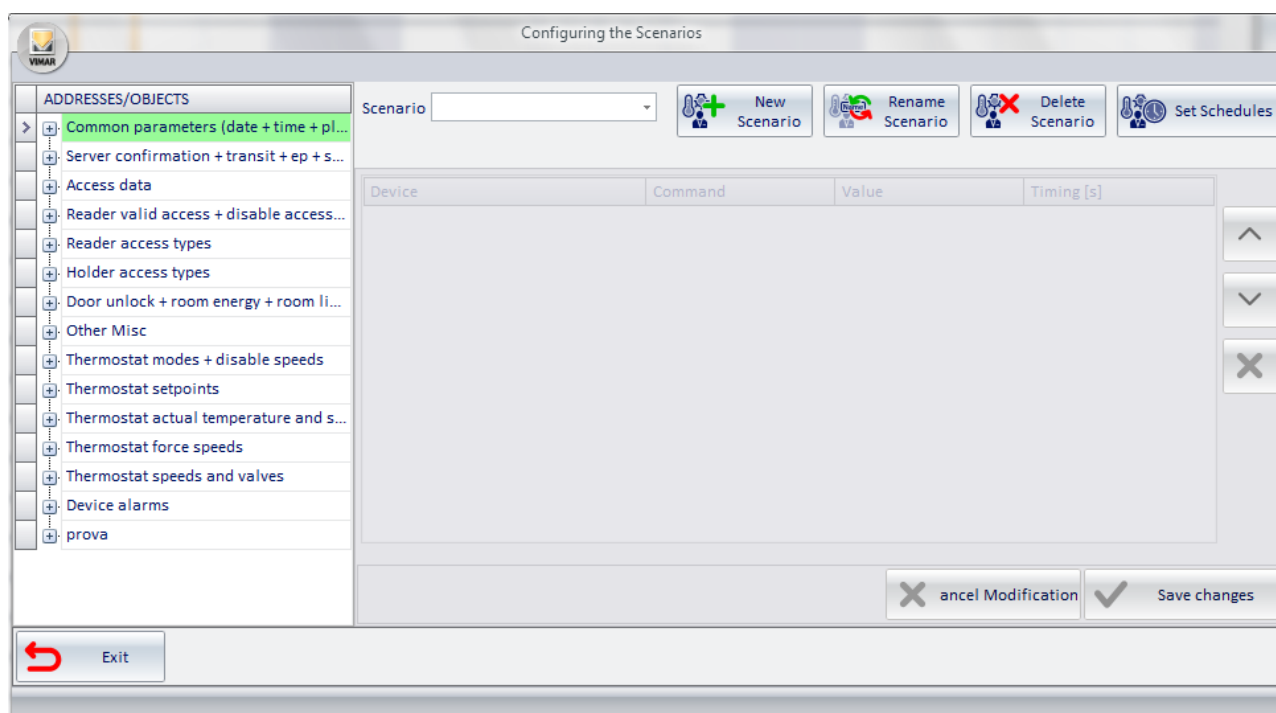 Configuring the Scenarios
VIMAR
ADDRESSES/OBJECTS
Common parameters (date + time + pl...
Server confirmation + transit + ep + s...
Access data
Reader valid access + disable access...
Reader access types
Holder access types
Door unlock + room energy + room li...
Other Misc
Thermostat modes + disable speeds
Thermostat setpoints
Thermostat actual temperature and s...
Thermostat force speeds
Thermostat speeds and valves
Device alarms
prova
Scenario
New
Scenario
Rename
Scenario
Delete
Scenario
Set Schedules
Device Command Value Timing [s]
ancel Modification
Save changes
Exit